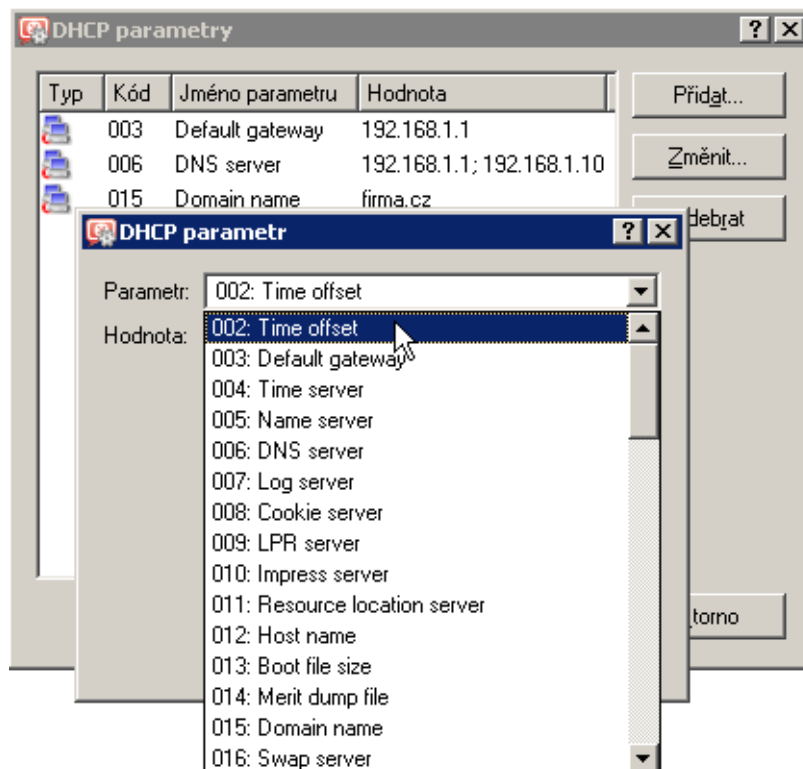 DHCP parametry
Typ Kód Jméno parametru Hodnota
Přidat...
003 Default gateway 192.168.1.1
Změnit...
006 DNS server 192.168.1.1; 192.168.1.10
015 Domain name firma.cz
debrat
DHCP parametr
Parametr: 002: Time offset
Hodnota:
002: Time offset
003: Default gateway
004: Time server
005: Name server
006: DNS server
007: Log server
008: Cookie server
009: LPR server
010: Impress server
011: Resource location server
012: Host name
torno
013: Boot file size
014: Merit dump file
015: Domain name
016: Swap server